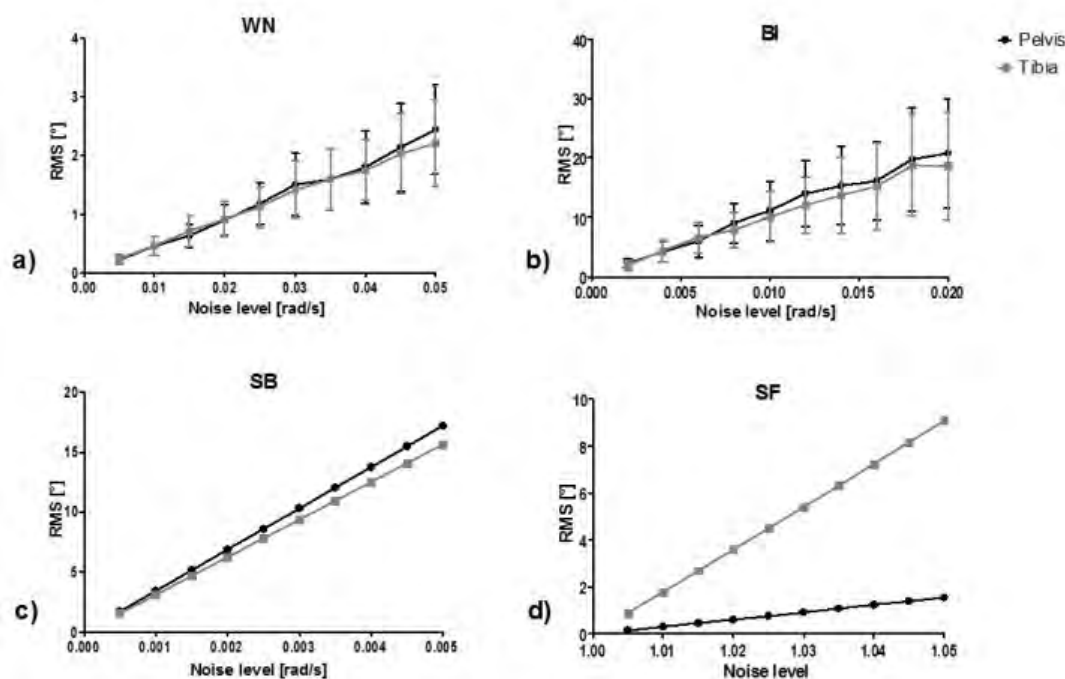 WN
4
3
2
1
0
RMS [°]
0.00 0.01 0.02 0.03 0.04 0.05
Noise level [rad/s]
a)
BI
40
30
20
10
0
RMS [°]
0.000 0.005 0.010 0.015 0.020
Noise level [rad/s]
b)
Pelvis
Tibia
SB
20
15
10
5
0
RMS [°]
0.000 0.001 0.002 0.003 0.004 0.005
Noise level [rad/s]
c)
SF
10
8
6
4
2
0
RMS [°]
1.00 1.01 1.02 1.03 1.04 1.05
Noise level
d)